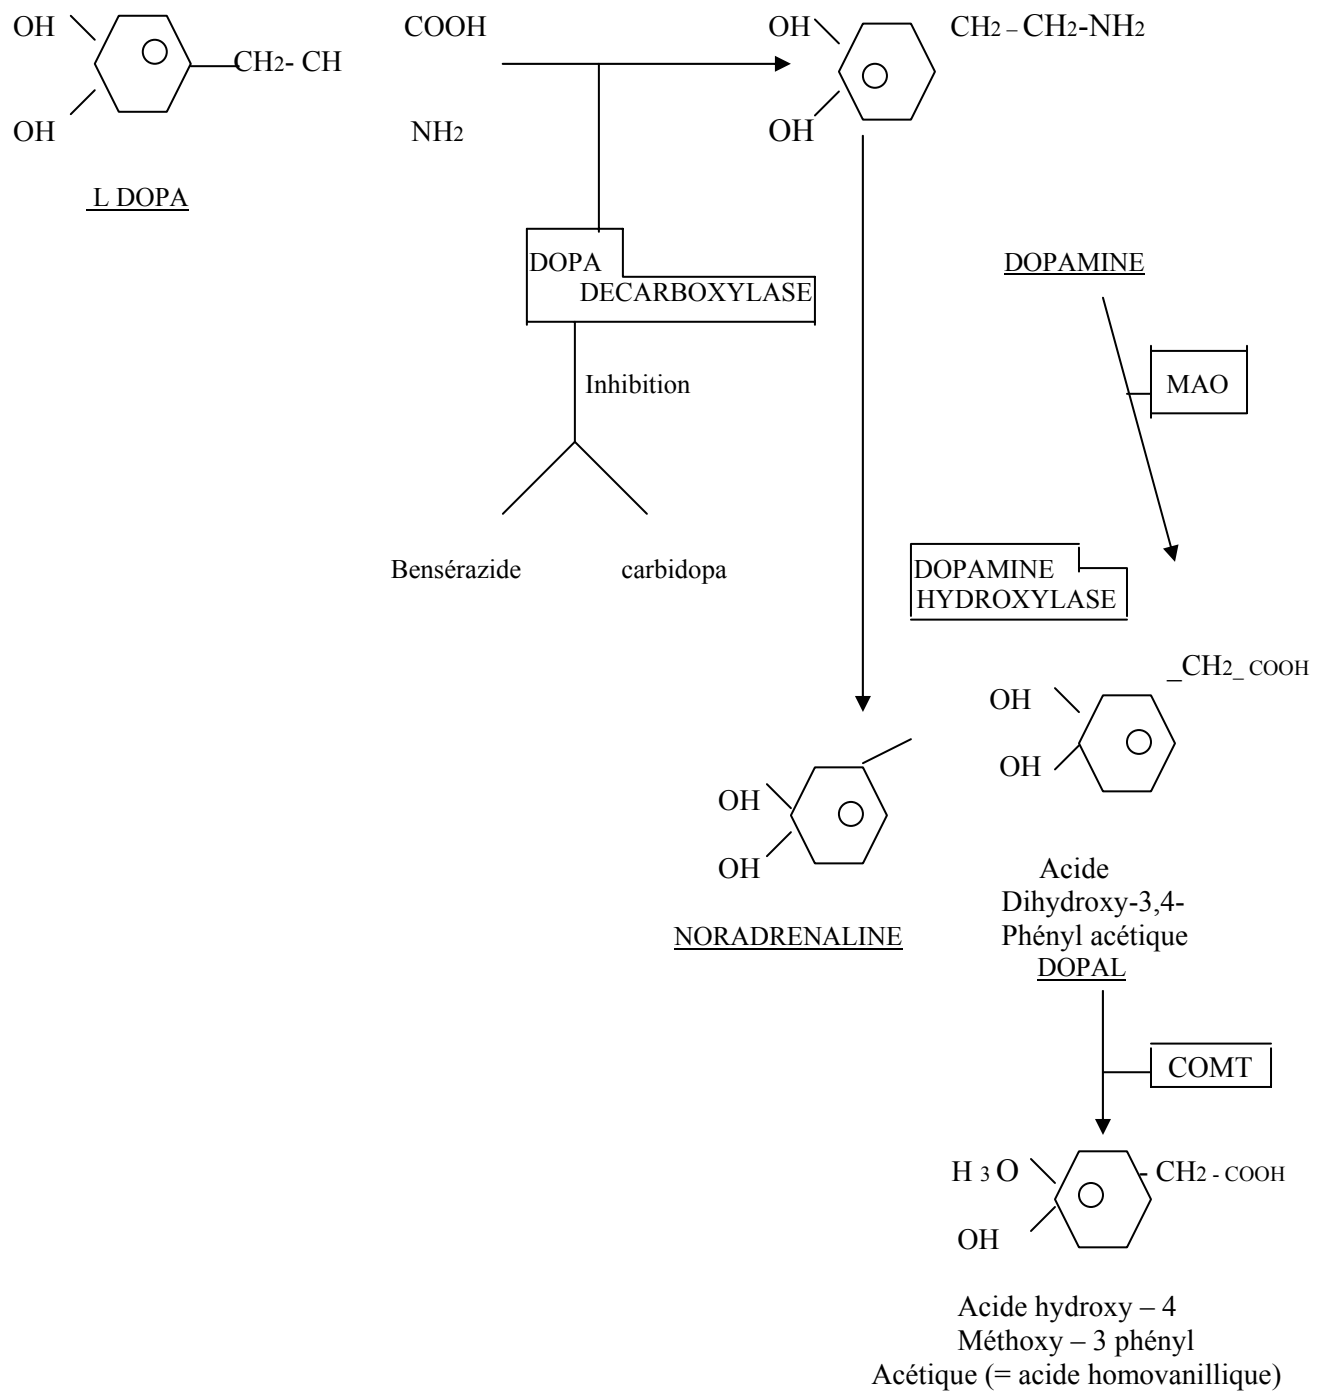 OH
COOH
OH
CH2 – CH2-NH2
CH2- CH
OH
NH2
OH
L DOPA
DOPA
DECARBOXYLASE
DOPAMINE
Inhibition
MAO
Bensérazide
carbidopa
DOPAMINE
HYDROXYLASE
_CH2_ COOH
OH
OH
OH
OH
NORADRENALINE
Acide
Dihydroxy-3,4-
Phényl acétique
DOPAL
COMT
H 3 O
- CH2 - COOH
OH
Acide hydroxy – 4
Méthoxy – 3 phényl
Acétique (= acide homovanillique)